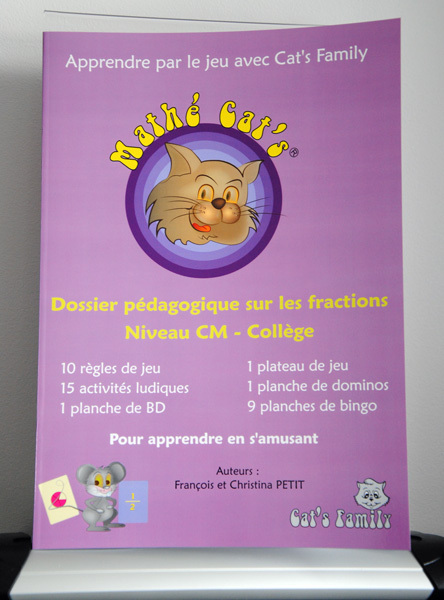 Apprendre par le jeu avec Cat's Family
Mathé Cat's®
Dossier pédagogique sur les fractions
Niveau CM - Collège
10 règles de jeu
15 activités ludiques
1 planche de BD
1 plateau de jeu
1 planche de dominos
9 planches de bingo
Pour apprendre en s'amusant
Auteurs :
François et Christina PETIT
1
2
Cat's Family